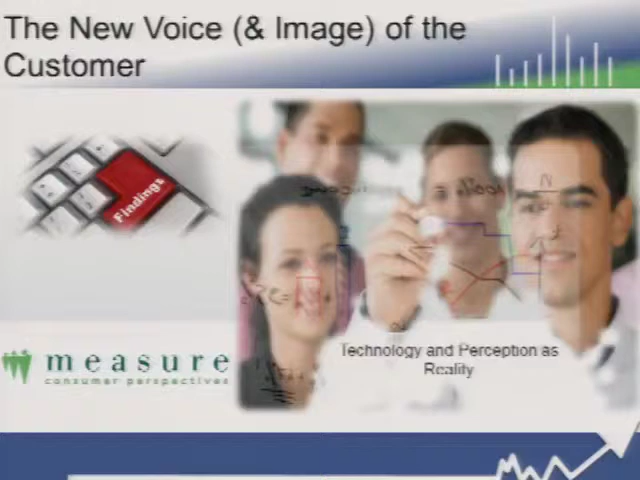 The New Voice (& Image) of the
Customer
Findings
measure
consumer perspectives
Technology and Perception as
Reality